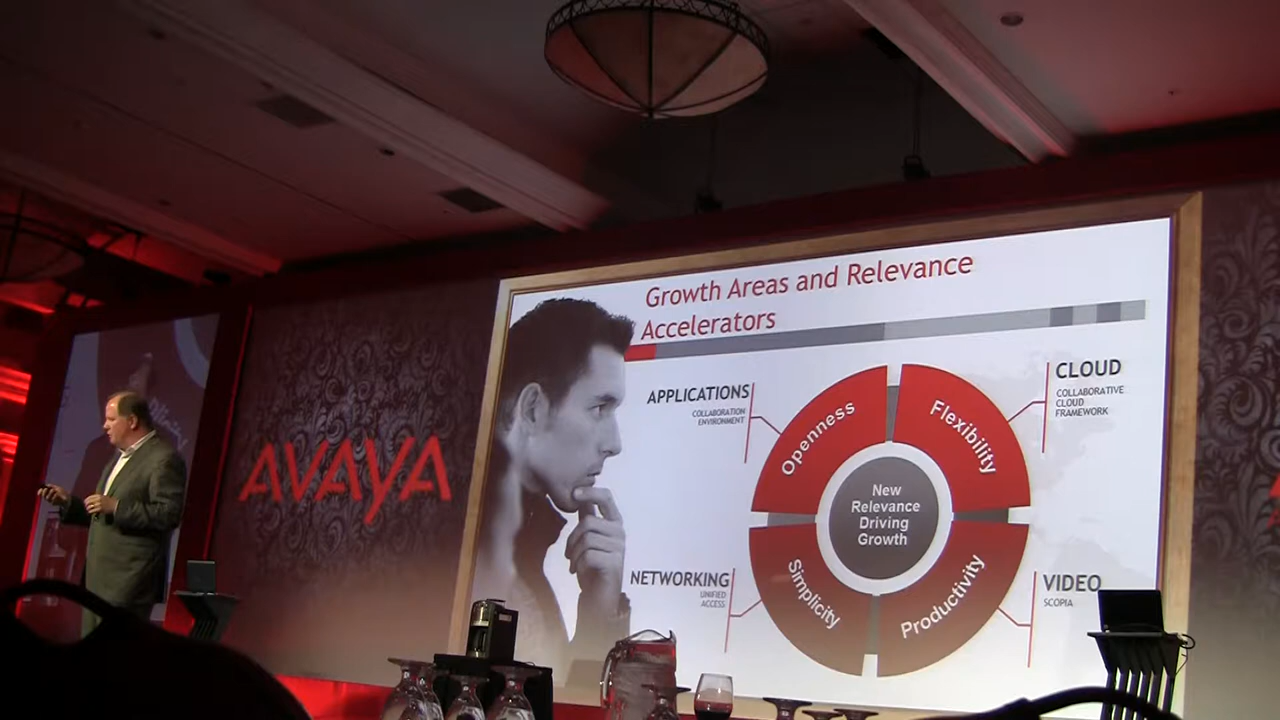 Growth Areas and Relevance
Accelerators
AVAYA
APPLICATIONS
COLLABORATION
ENVIRONMENT
CLOUD
COLLABORATIVE
CLOUD
FRAMEWORK
Openness
Flexibility
New
Relevance
Driving
Growth
Simplicity
Productivity
NETWORKING
UNIFIED
ACCESS
VIDEO
SCOPIA